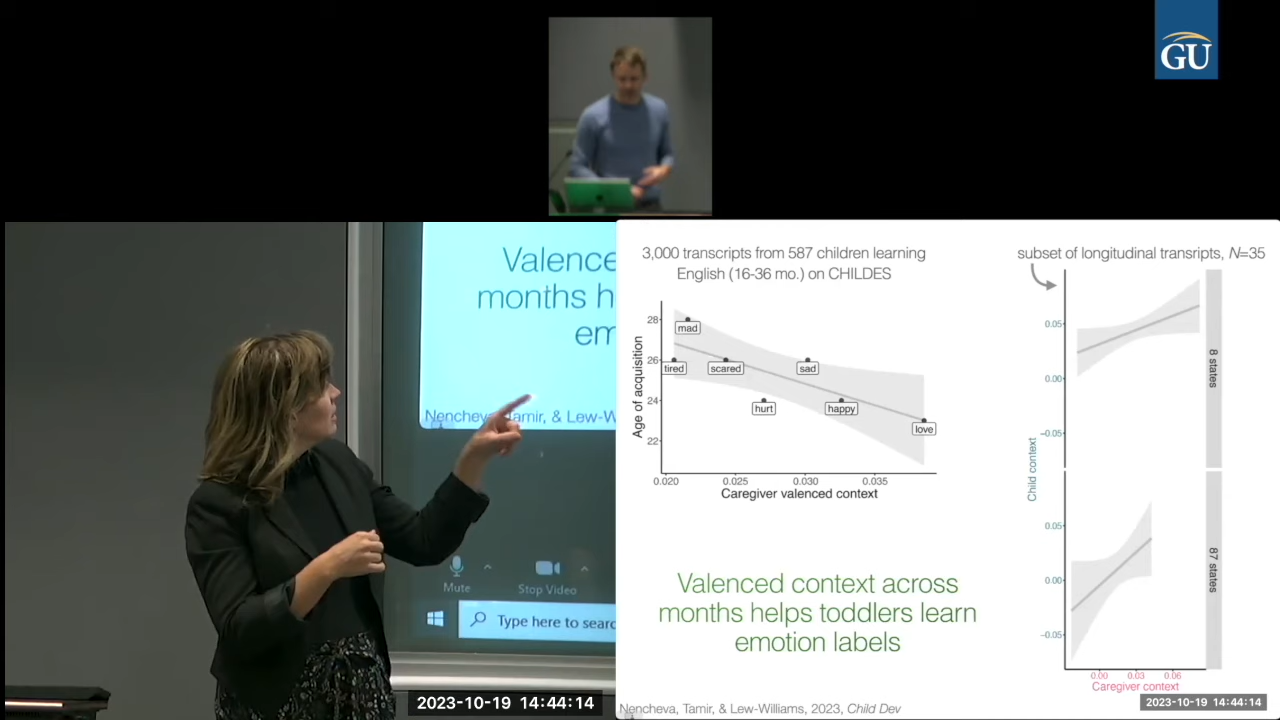 GU
Valence
months h
em
Nencheva, Tamir, & Lew-W
Mute
Stop Video
Type here to searc
2023-10-19 14:44:14
3,000 transcripts from 587 children learning
English (16-36 mo.) on CHILDES
Age of acquisition
28
26
24
22
mad
tired
scared
sad
hurt
happy
love
0.020
0.025
0.030
0.035
Caregiver valenced context
Valenced context across
months helps toddlers learn
emotion labels
subset of longitudinal transripts, N=35
Child context
0.05
0.00
−0.05
8 states
0.05
0.00
−0.05
87 states
0.00
0.03
0.06
Caregiver context
Nencheva, Tamir, & Lew-Williams, 2023, Child Dev
2023-10-19 14:44:14